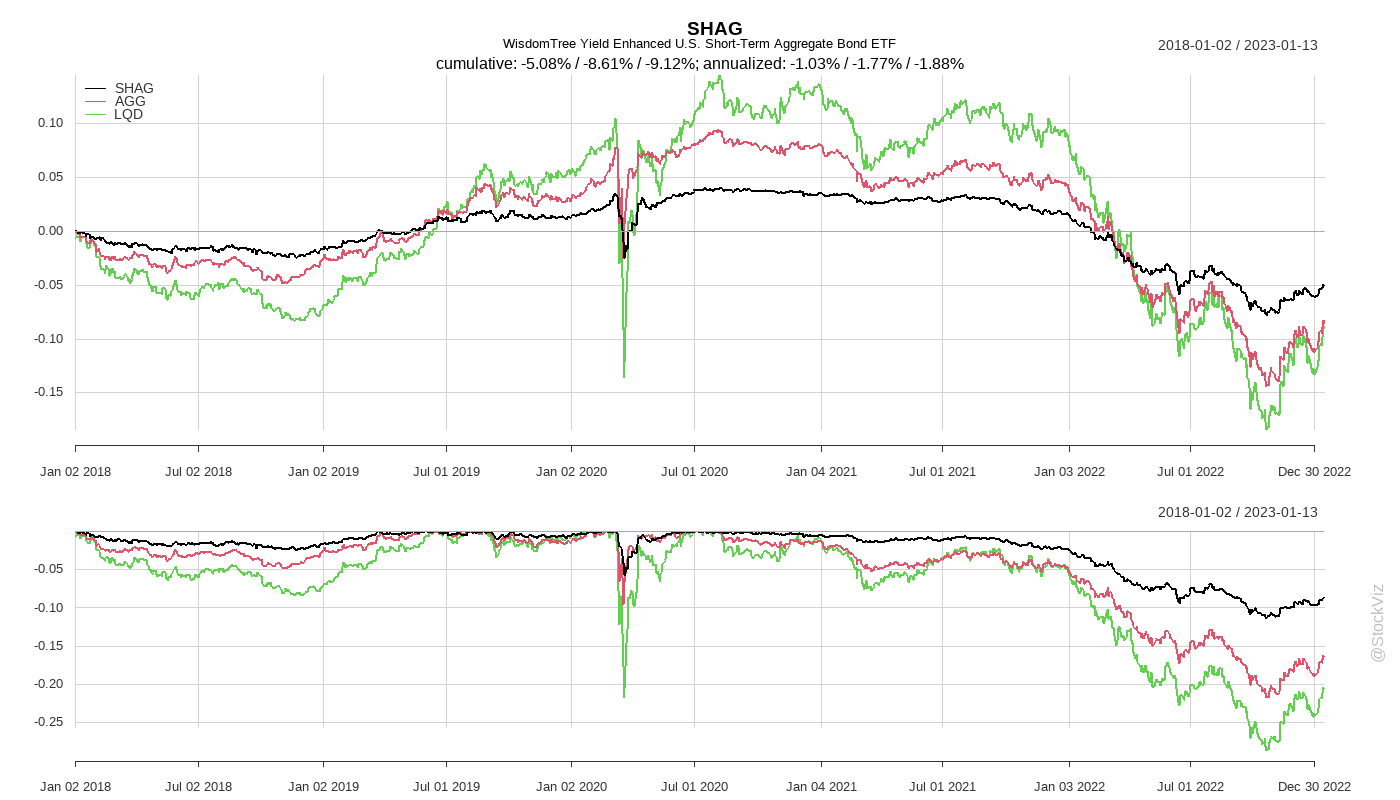 SHAG
WisdomTree Yield Enhanced U.S. Short-Term Aggregate Bond ETF
2018-01-02 / 2023-01-13
cumulative: -5.08% / -8.61% / -9.12%; annualized: -1.03% / -1.77% / -1.88%
SHAG
AGG
LQD
0.10
0.05
0.00
-0.05
-0.10
-0.15
Jan 02 2018 Jul 02 2018 Jan 02 2019 Jul 01 2019 Jan 02 2020 Jul 01 2020 Jan 04 2021 Jul 01 2021 Jan 03 2022 Jul 01 2022 Dec 30 2022
2018-01-02 / 2023-01-13
-0.05
-0.10
-0.15
-0.20
-0.25
Jan 02 2018 Jul 02 2018 Jan 02 2019 Jul 01 2019 Jan 02 2020 Jul 01 2020 Jan 04 2021 Jul 01 2021 Jan 03 2022 Jul 01 2022 Dec 30 2022
@StockViz